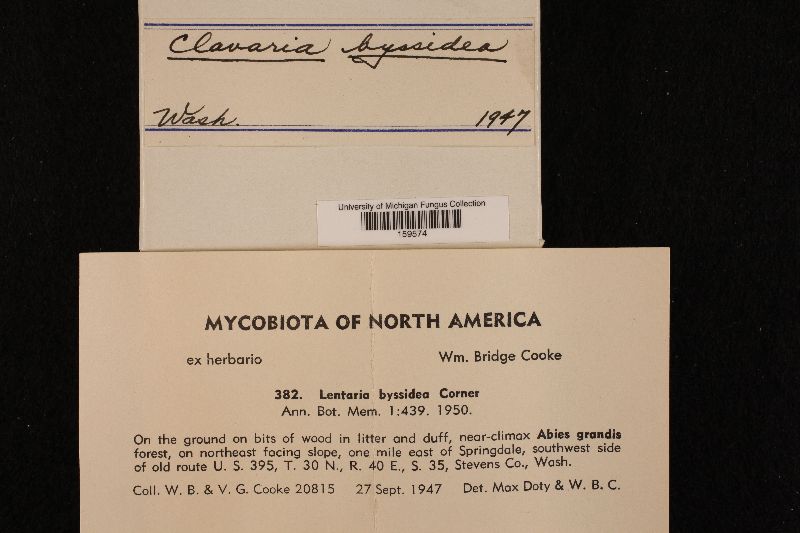 Clavaria byssidea
Wash. 1947
University of Michigan Fungus Collection
159574
MYCOBIOTA OF NORTH AMERICA
ex herbario Wm. Bridge Cooke
382. Lentaria byssidea Corner
Ann. Bot. Mem. 1:439. 1950.
On the ground on bits of wood in litter and duff, near-climax Abies grandis
forest, on northeast facing slope, one mile east of Springdale, southwest side
of old route U. S. 395, T. 30 N., R. 40 E., S. 35, Stevens Co., Wash.
Coll. W. B. & V. G. Cooke 20815 27 Sept. 1947 Det. Max Doty & W. B. C.